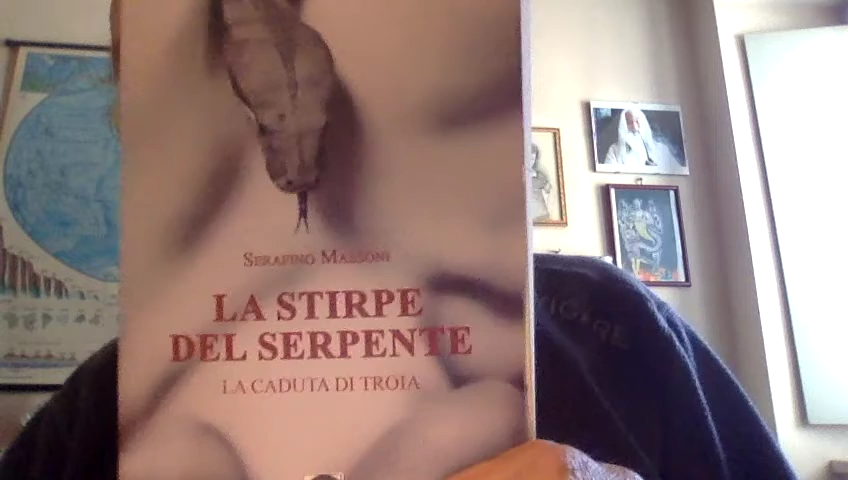 SERAFINO MASSONI
LA STIRPE
DEL SERPENTE
LA CADUTA DI TROIA